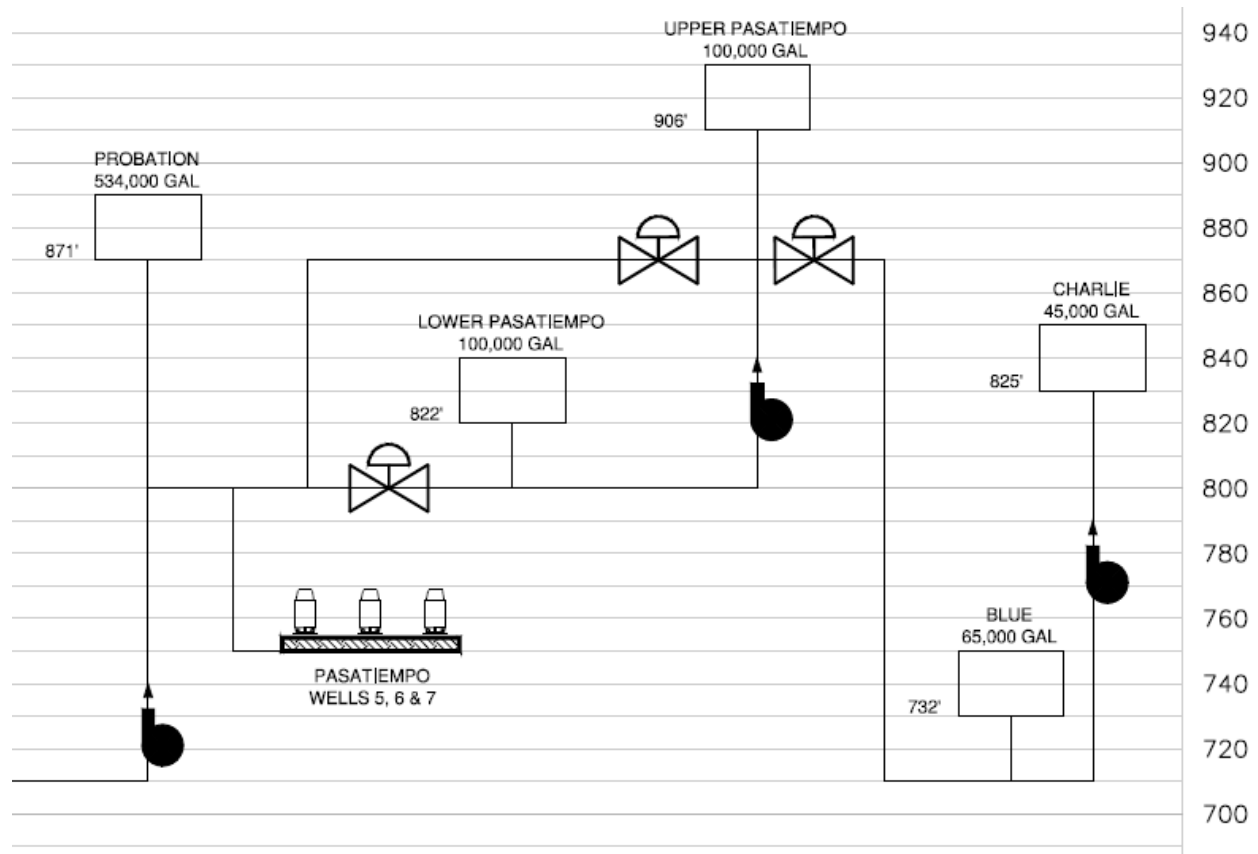 UPPER PASATIEMPO
100,000 GAL
906'
PROBATION
534,000 GAL
871'
LOWER PASATIEMPO
100,000 GAL
822'
CHARLIE
45,000 GAL
825'
PASATIEMPO
WELLS 5, 6 & 7
BLUE
65,000 GAL
732'
940
920
900
880
860
840
820
800
780
760
740
720
700